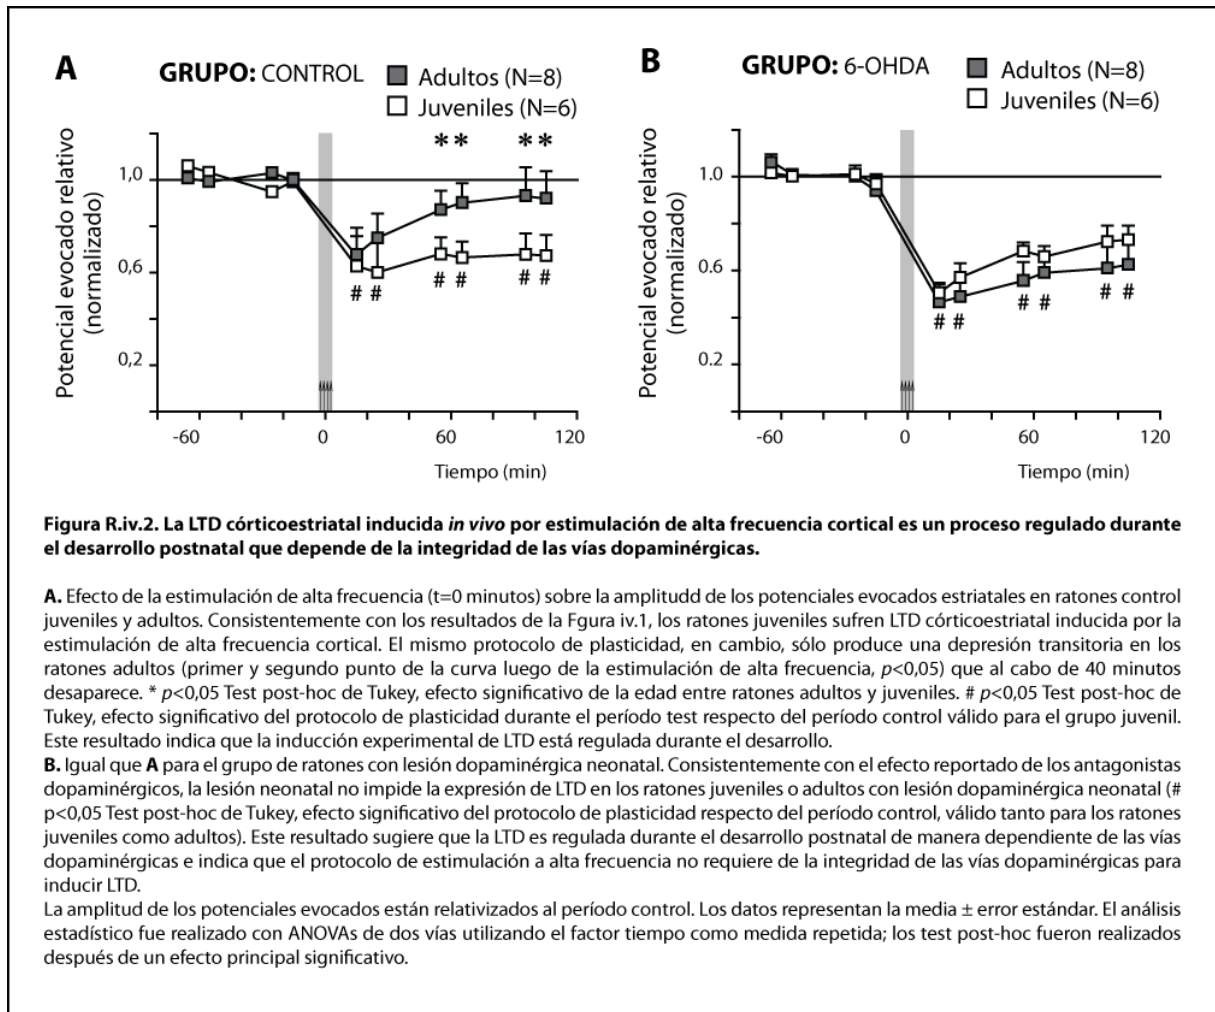 A
GRUPO: CONTROL
Adultos (N=8)
Juveniles (N=6)
* *
* *
Potencial evocado relativo
(normalizado)
1,0
0,6
0,2
# #
# #
# #
-60
0
60
120
Tiempo (min)
B
GRUPO: 6-OHDA
Adultos (N=8)
Juveniles (N=6)
Potencial evocado relativo
(normalizado)
1.0
0.6
0.2
# #
# #
# #
-60
0
60
120
Tiempo (min)
Figura R.iv.2. La LTD córticoestriatal inducida in vivo por estimulación de alta frecuencia cortical es un proceso regulado durante
el desarrollo postnatal que depende de la integridad de las vías dopaminérgicas.
A. Efecto de la estimulación de alta frecuencia (t=0 minutos) sobre la amplitudd de los potenciales evocados estriatales en ratones control
juveniles y adultos. Consistentemente con los resultados de la Fgura iv.1, los ratones juveniles sufren LTD córticoestriatal inducida por la
estimulación de alta frecuencia cortical. El mismo protocolo de plasticidad, en cambio, sólo produce una depresión transitoria en los
ratones adultos (primer y segundo punto de la curva luego de la estimulación de alta frecuencia, p<0,05) que al cabo de 40 minutos
desaparece. * p<0,05 Test post-hoc de Tukey, efecto significativo de la edad entre ratones adultos y juveniles. # p<0,05 Test post-hoc de
Tukey, efecto significativo del protocolo de plasticidad durante el período test respecto del período control válido para el grupo juvenil.
Este resultado indica que la inducción experimental de LTD está regulada durante el desarrollo.
B. Igual que A para el grupo de ratones con lesión dopaminérgica neonatal. Consistentemente con el efecto reportado de los antagonistas
dopaminérgicos, la lesión neonatal no impide la expresión de LTD en los ratones juveniles o adultos con lesión dopaminérgica neonatal (#
p<0,05 Test post-hoc de Tukey, efecto significativo del protocolo de plasticidad respecto del período control, válido tanto para los ratones
juveniles como adultos). Este resultado sugiere que la LTD es regulada durante el desarrollo postnatal de manera dependiente de las vías
dopaminérgicas e indica que el protocolo de estimulación a alta frecuencia no requiere de la integridad de las vías dopaminérgicas para
inducir LTD.
La amplitud de los potenciales evocados están relativizados al período control. Los datos representan la media ± error estándar. El análisis
estadístico fue realizado con ANOVAs de dos vías utilizando el factor tiempo como medida repetida; los test post-hoc fueron realizados
después de un efecto principal significativo.